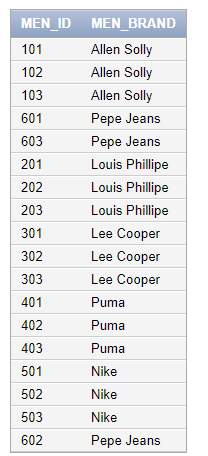 MEN_ID MEN_BRAND
101 Allen Solly
102 Allen Solly
103 Allen Solly
601 Pepe Jeans
603 Pepe Jeans
201 Louis Phillipe
202 Louis Phillipe
203 Louis Phillipe
301 Lee Cooper
302 Lee Cooper
303 Lee Cooper
401 Puma
402 Puma
403 Puma
501 Nike
502 Nike
503 Nike
602 Pepe Jeans